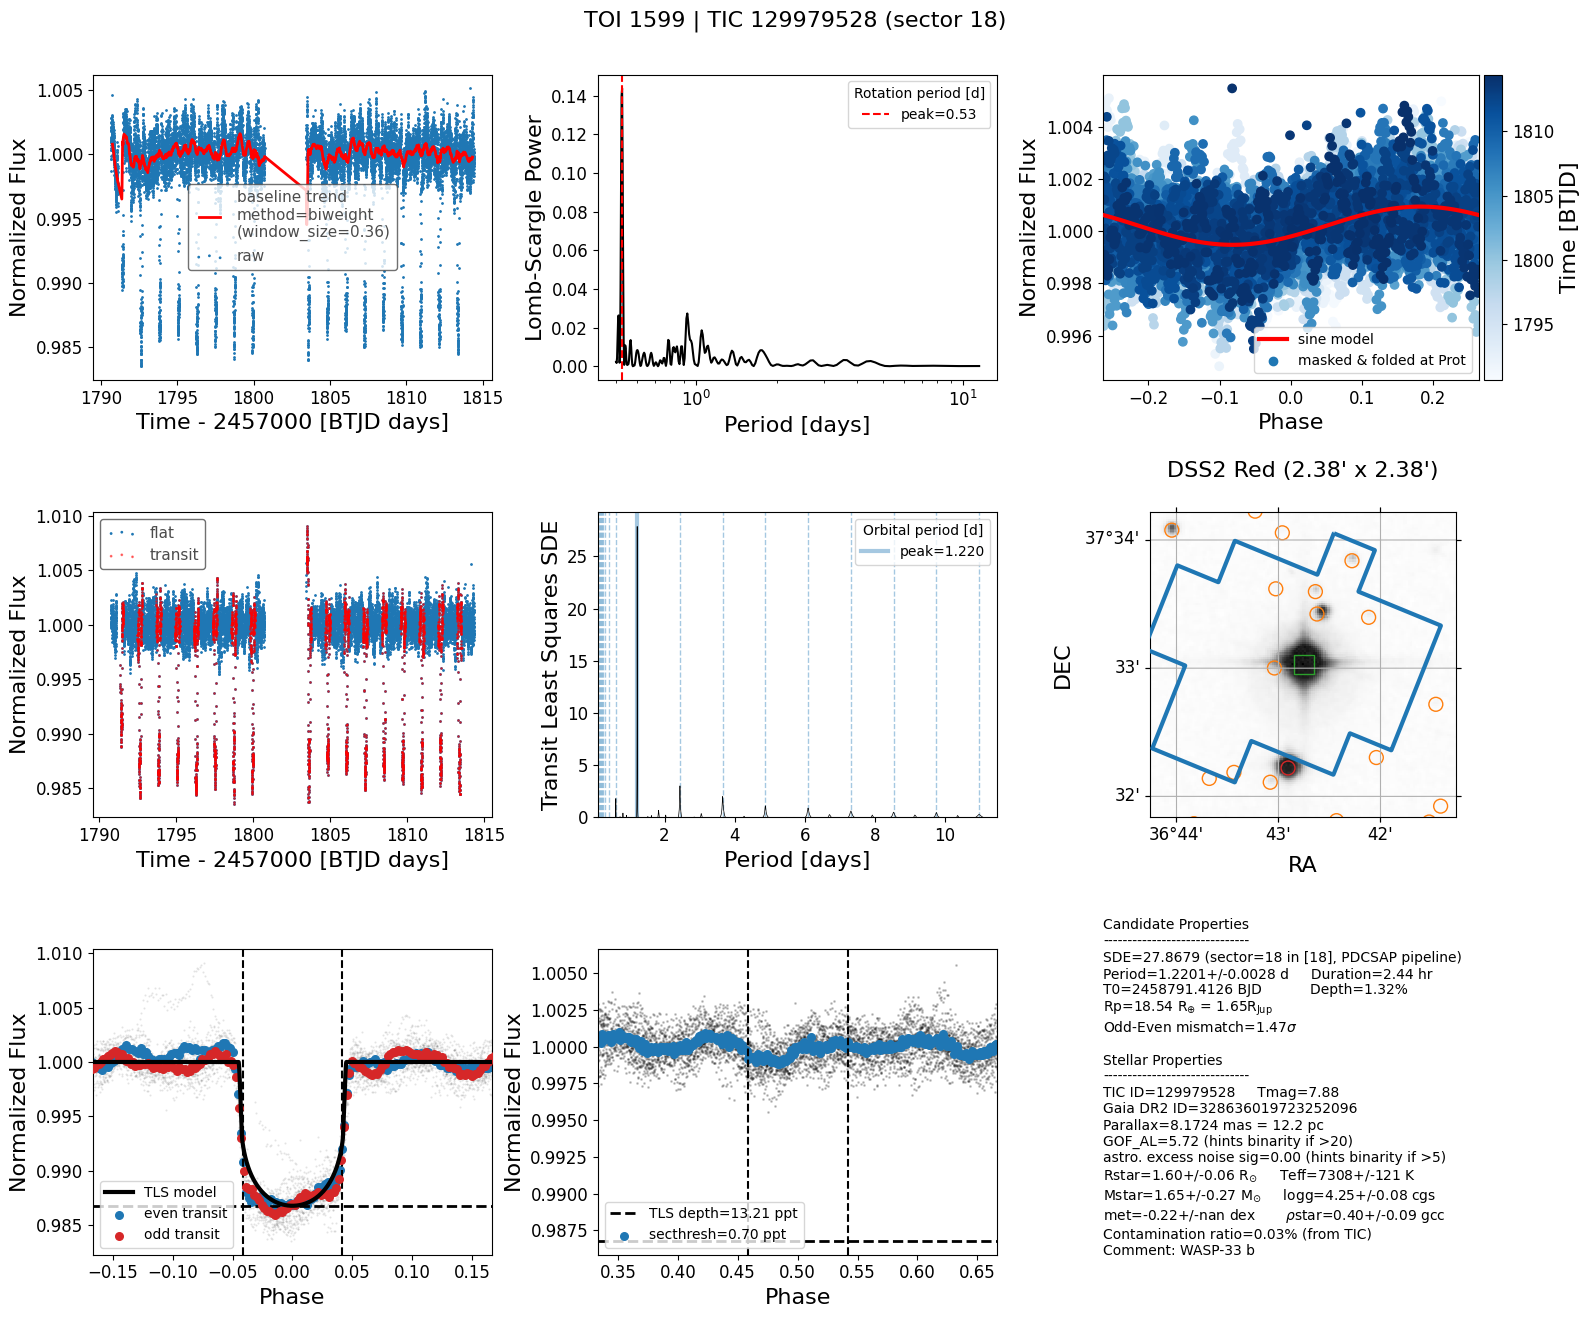 TOI 1599 | TIC 129979528 (sector 18)
Normalized Flux
1.005
1.000
0.995
0.990
0.985
baseline trend
method=biweight
(window_size=0.36)
raw
1790 1795 1800 1805 1810 1815
Time - 2457000 [BTJD days]
Lomb-Scargle Power
0.14
0.12
0.10
0.08
0.06
0.04
0.02
0.00
Rotation period [d]
peak=0.53
10⁰ 10¹
Period [days]
Normalized Flux
1.004
1.002
1.000
0.998
0.996
sine model
masked & folded at Prot
−0.2 −0.1 0.0 0.1 0.2
Phase
1810
1805
1800
1795
Time [BTJD]
Normalized Flux
1.010
1.005
1.000
0.995
0.990
0.985
flat
transit
1790 1795 1800 1805 1810 1815
Time - 2457000 [BTJD days]
Transit Least Squares SDE
25
20
15
10
5
0
Orbital period [d]
peak=1.220
2 4 6 8 10
Period [days]
DSS2 Red (2.38' x 2.38')
DEC
37°34'
33'
32'
36°44' 43' 42'
RA
Normalized Flux
1.010
1.005
1.000
0.995
0.990
0.985
TLS model
even transit
odd transit
−0.15 −0.10 −0.05 0.00 0.05 0.10 0.15
Phase
Normalized Flux
1.0050
1.0025
1.0000
0.9975
0.9950
0.9925
0.9900
0.9875
TLS depth=13.21 ppt
secthresh=0.70 ppt
0.35 0.40 0.45 0.50 0.55 0.60 0.65
Phase
Candidate Properties
------------------------------
SDE=27.8679 (sector=18 in [18], PDCSAP pipeline)
Period=1.2201+/-0.0028 d Duration=2.44 hr
T0=2458791.4126 BJD Depth=1.32%
Rp=18.54 R⊕ = 1.65RJup
Odd-Even mismatch=1.47σ
Stellar Properties
------------------------------
TIC ID=129979528 Tmag=7.88
Gaia DR2 ID=328636019723252096
Parallax=8.1724 mas = 12.2 pc
GOF_AL=5.72 (hints binarity if >20)
astro. excess noise sig=0.00 (hints binarity if >5)
Rstar=1.60+/-0.06 R⊙ Teff=7308+/-121 K
Mstar=1.65+/-0.27 M⊙ logg=4.25+/-0.08 cgs
met=-0.22+/-nan dex ρstar=0.40+/-0.09 gcc
Contamination ratio=0.03% (from TIC)
Comment: WASP-33 b